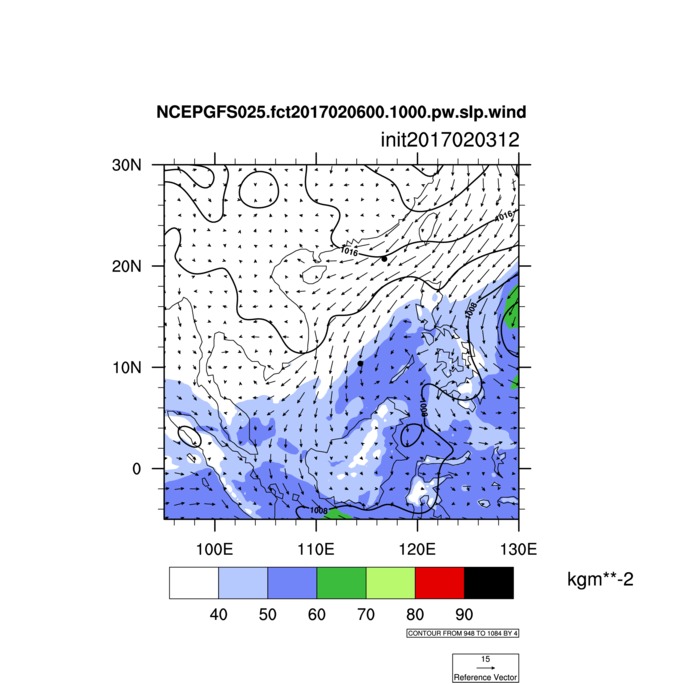 NCEPGFS025.fct2017020600.1000.pw.slp.wind
init2017020312
30N
1016
1016
20N
1008
10N
1008
0
1008
100E 110E 120E 130E
kgm**-2
40 50 60 70 80 90
CONTOUR FROM 948 TO 1084 BY 4
15
Reference Vector